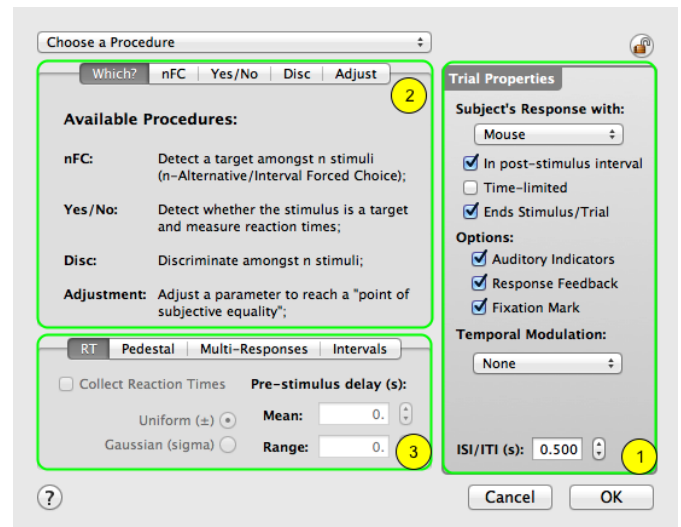 Choose a Procedure
Which? nFC Yes/No Disc Adjust
2
Available Procedures:
nFC: Detect a target amongst n stimuli
(n-Alternative/Interval Forced Choice);
Yes/No: Detect whether the stimulus is a target
and measure reaction times;
Disc: Discriminate amongst n stimuli;
Adjustment: Adjust a parameter to reach a "point of
subjective equality";
RT Pedestal Multi-Responses Intervals
Collect Reaction Times Pre-stimulus delay (s):
Uniform (±) Mean: 0.
Gaussian (sigma) Range: 0.
3
Trial Properties
Subject's Response with:
Mouse
In post-stimulus interval
Time-limited
Ends Stimulus/Trial
Options:
Auditory Indicators
Response Feedback
Fixation Mark
Temporal Modulation:
None
ISI/ITI (s): 0.500
1
? Cancel OK